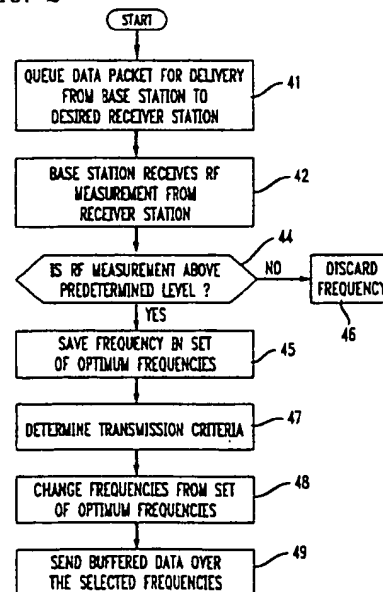 START
QUEUE DATA PACKET FOR DELIVERY
FROM BASE STATION TO
DESIRED RECEIVER STATION
41
BASE STATION RECEIVES RF
MEASUREMENT FROM
RECEIVER STATION
42
44
IS RF MEASUREMENT ABOVE
PREDETERMINED LEVEL ?
NO
DISCARD
FREQUENCY
46
YES
SAVE FREQUENCY IN SET
OF OPTIMUM FREQUENCIES
45
DETERMINE TRANSMISSION CRITERIA
47
CHANGE FREQUENCIES FROM SET
OF OPTIMUM FREQUENCIES
48
SEND BUFFERED DATA OVER
THE SELECTED FREQUENCIES
49